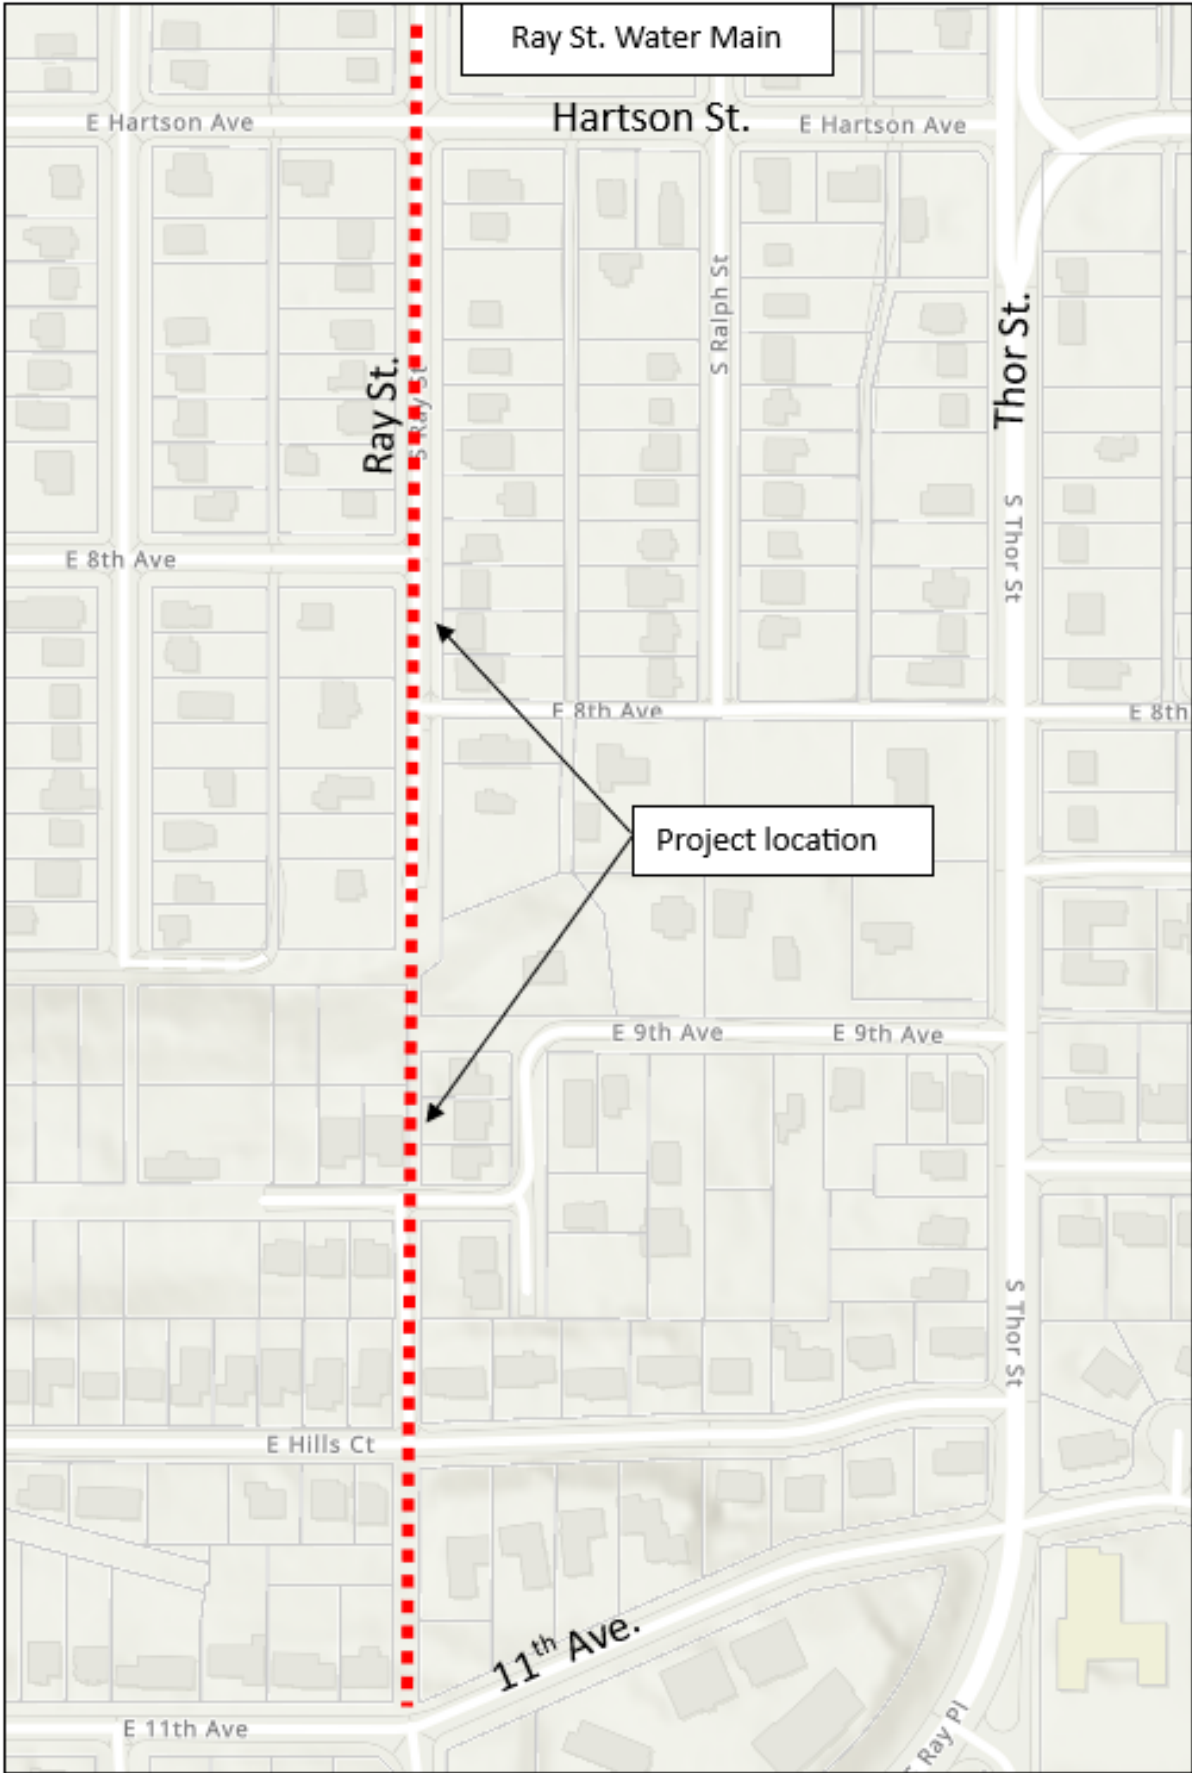 Ray St. Water Main
E Hartson Ave
Hartson St.
E Hartson Ave
S Ralph St
Thor St.
Ray St.
S Ray St
S Thor St
E 8th Ave
E 8th Ave
E 8th
Project location
E 9th Ave
E 9th Ave
S Thor St
E Hills Ct
11th Ave.
E 11th Ave
Ray Pl